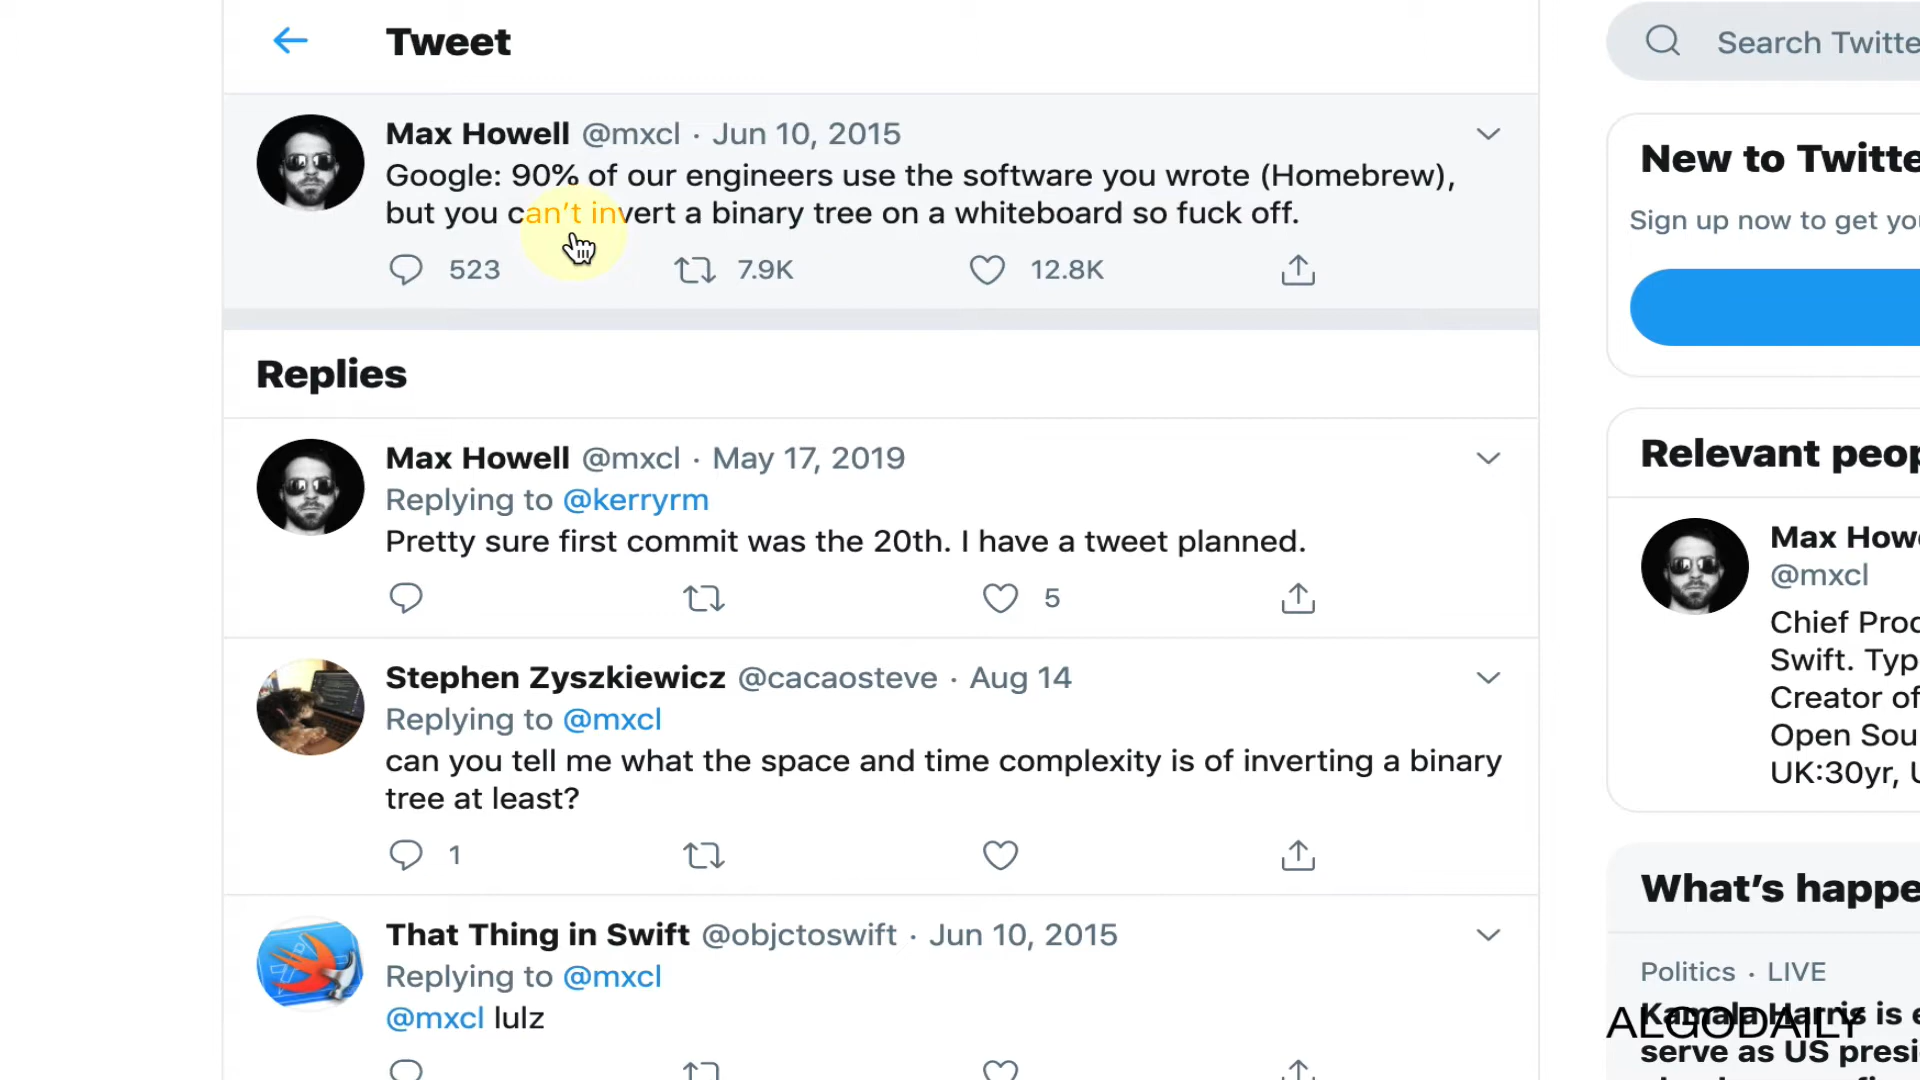 Tweet
Search Twitte
Max Howell @mxcl · Jun 10, 2015
Google: 90% of our engineers use the software you wrote (Homebrew),
but you can't invert a binary tree on a whiteboard so fuck off.
523 7.9K 12.8K
Replies
Max Howell @mxcl · May 17, 2019
Replying to @kerryrm
Pretty sure first commit was the 20th. I have a tweet planned.
5
Stephen Zyszkiewicz @cacaosteve · Aug 14
Replying to @mxcl
can you tell me what the space and time complexity is of inverting a binary
tree at least?
1
That Thing in Swift @objctoswift · Jun 10, 2015
Replying to @mxcl
@mxcl lulz
New to Twitte
Sign up now to get yo
Relevant peop
Max Howe
@mxcl
Chief Proc
Swift. Typ
Creator of
Open Sou
UK:30yr, U
What's happe
Politics · LIVE
Kamala Harris is e
serve as US presi
ALGODAILY